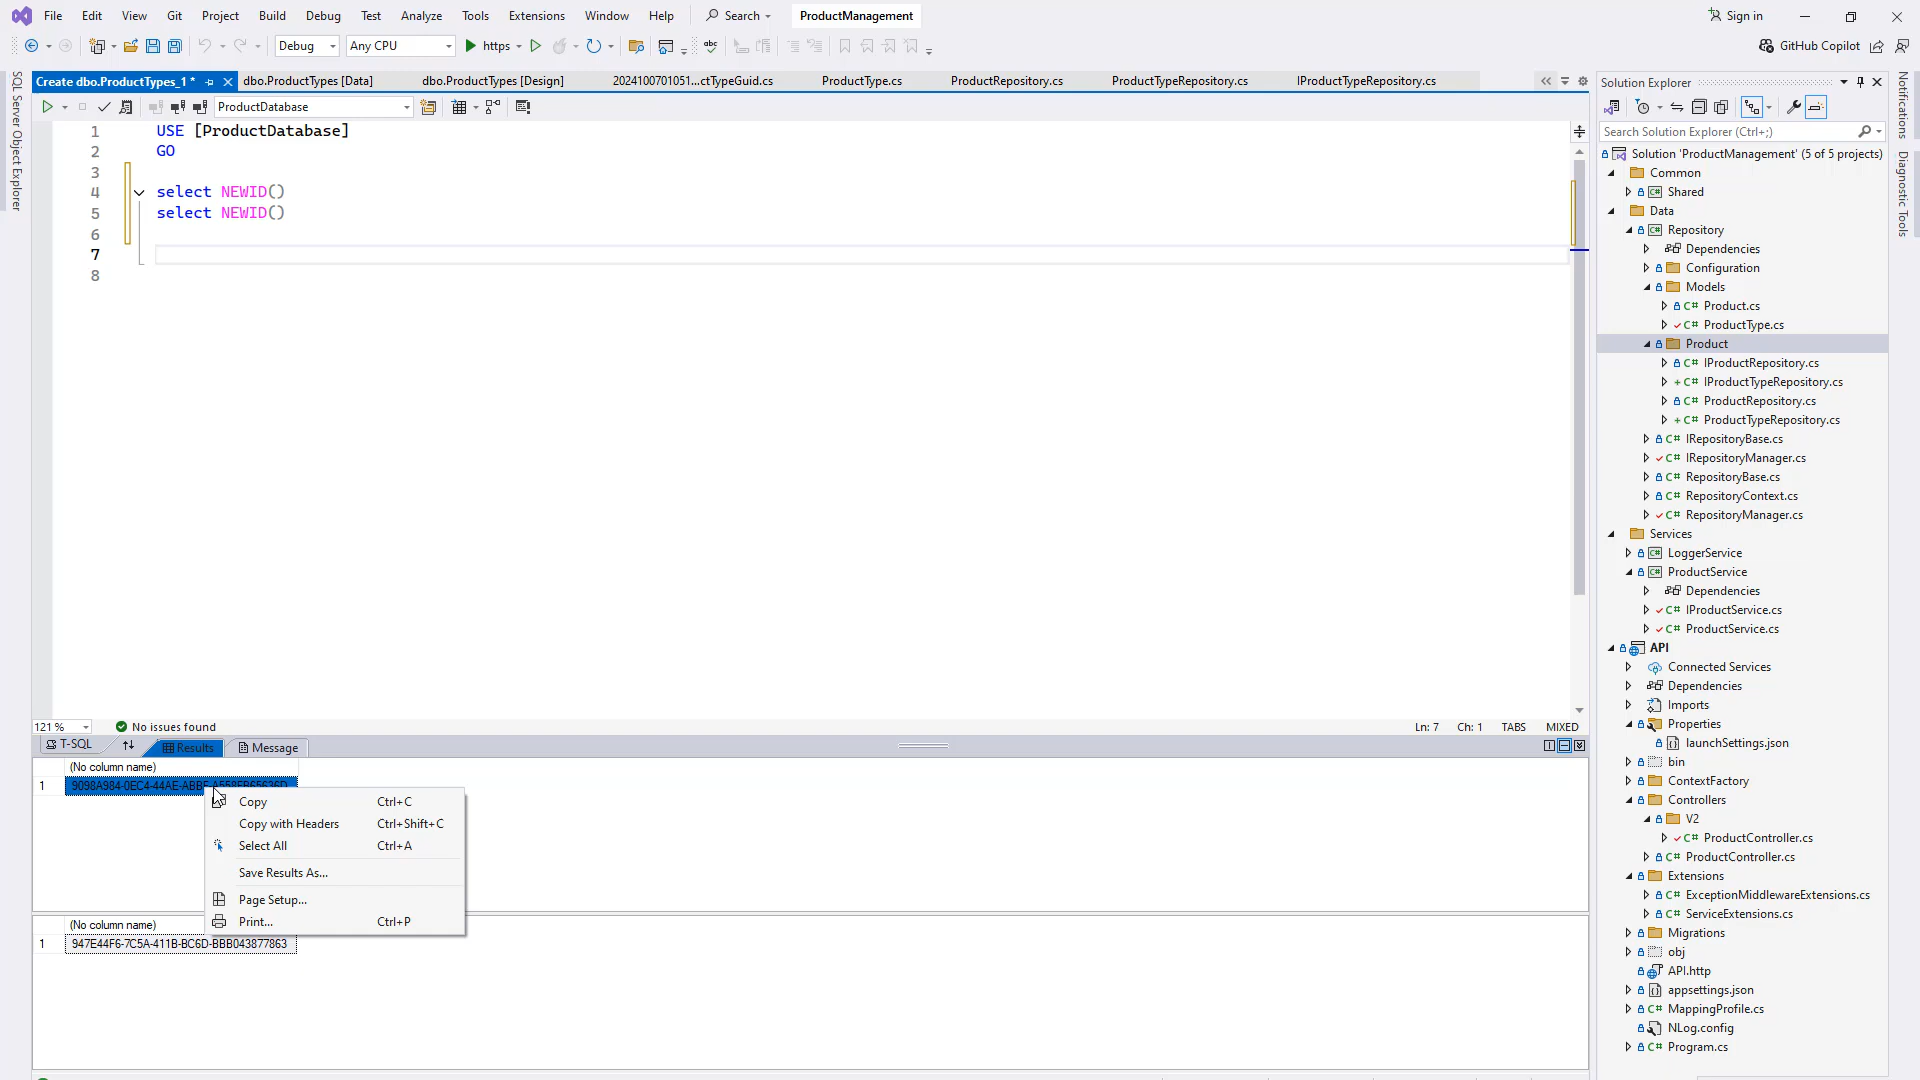 File Edit View Git Project Build Debug Test Analyze Tools Extensions Window Help Search ProductManagement Sign in
Debug Any CPU https abc GitHub Copilot
Create dbo.ProductTypes_1 * dbo.ProductTypes [Data] dbo.ProductTypes [Design] 2024100701051...ctTypeGuid.cs ProductType.cs ProductRepository.cs ProductTypeRepository.cs IProductTypeRepository.cs
ProductDatabase
SQL Server Object Explorer
1 USE [ProductDatabase]
2 GO
3
4 select NEWID()
5 select NEWID()
6
7
8
121 % No issues found Ln: 7 Ch: 1 TABS MIXED
T-SQL Results Message
(No column name)
1
Copy Ctrl+C
Copy with Headers Ctrl+Shift+C
Select All Ctrl+A
Save Results As...
Page Setup...
Print... Ctrl+P
(No column name)
1 947E44F6-7C5A-411B-BC6D-BBB043877863
Solution Explorer
Search Solution Explorer (Ctrl+;)
Solution 'ProductManagement' (5 of 5 projects)
Common
C# Shared
Data
C# Repository
Dependencies
Configuration
Models
C# Product.cs
C# ProductType.cs
Product
C# IProductRepository.cs
C# IProductTypeRepository.cs
C# ProductRepository.cs
C# ProductTypeRepository.cs
C# IRepositoryBase.cs
C# IRepositoryManager.cs
C# RepositoryBase.cs
C# RepositoryContext.cs
C# RepositoryManager.cs
Services
C# LoggerService
C# ProductService
Dependencies
C# IProductService.cs
C# ProductService.cs
API
Connected Services
Dependencies
Imports
Properties
launchSettings.json
bin
ContextFactory
Controllers
V2
C# ProductController.cs
C# ProductController.cs
Extensions
C# ExceptionMiddlewareExtensions.cs
C# ServiceExtensions.cs
Migrations
obj
API.http
appsettings.json
C# MappingProfile.cs
NLog.config
C# Program.cs
Notifications
Diagnostic Tools